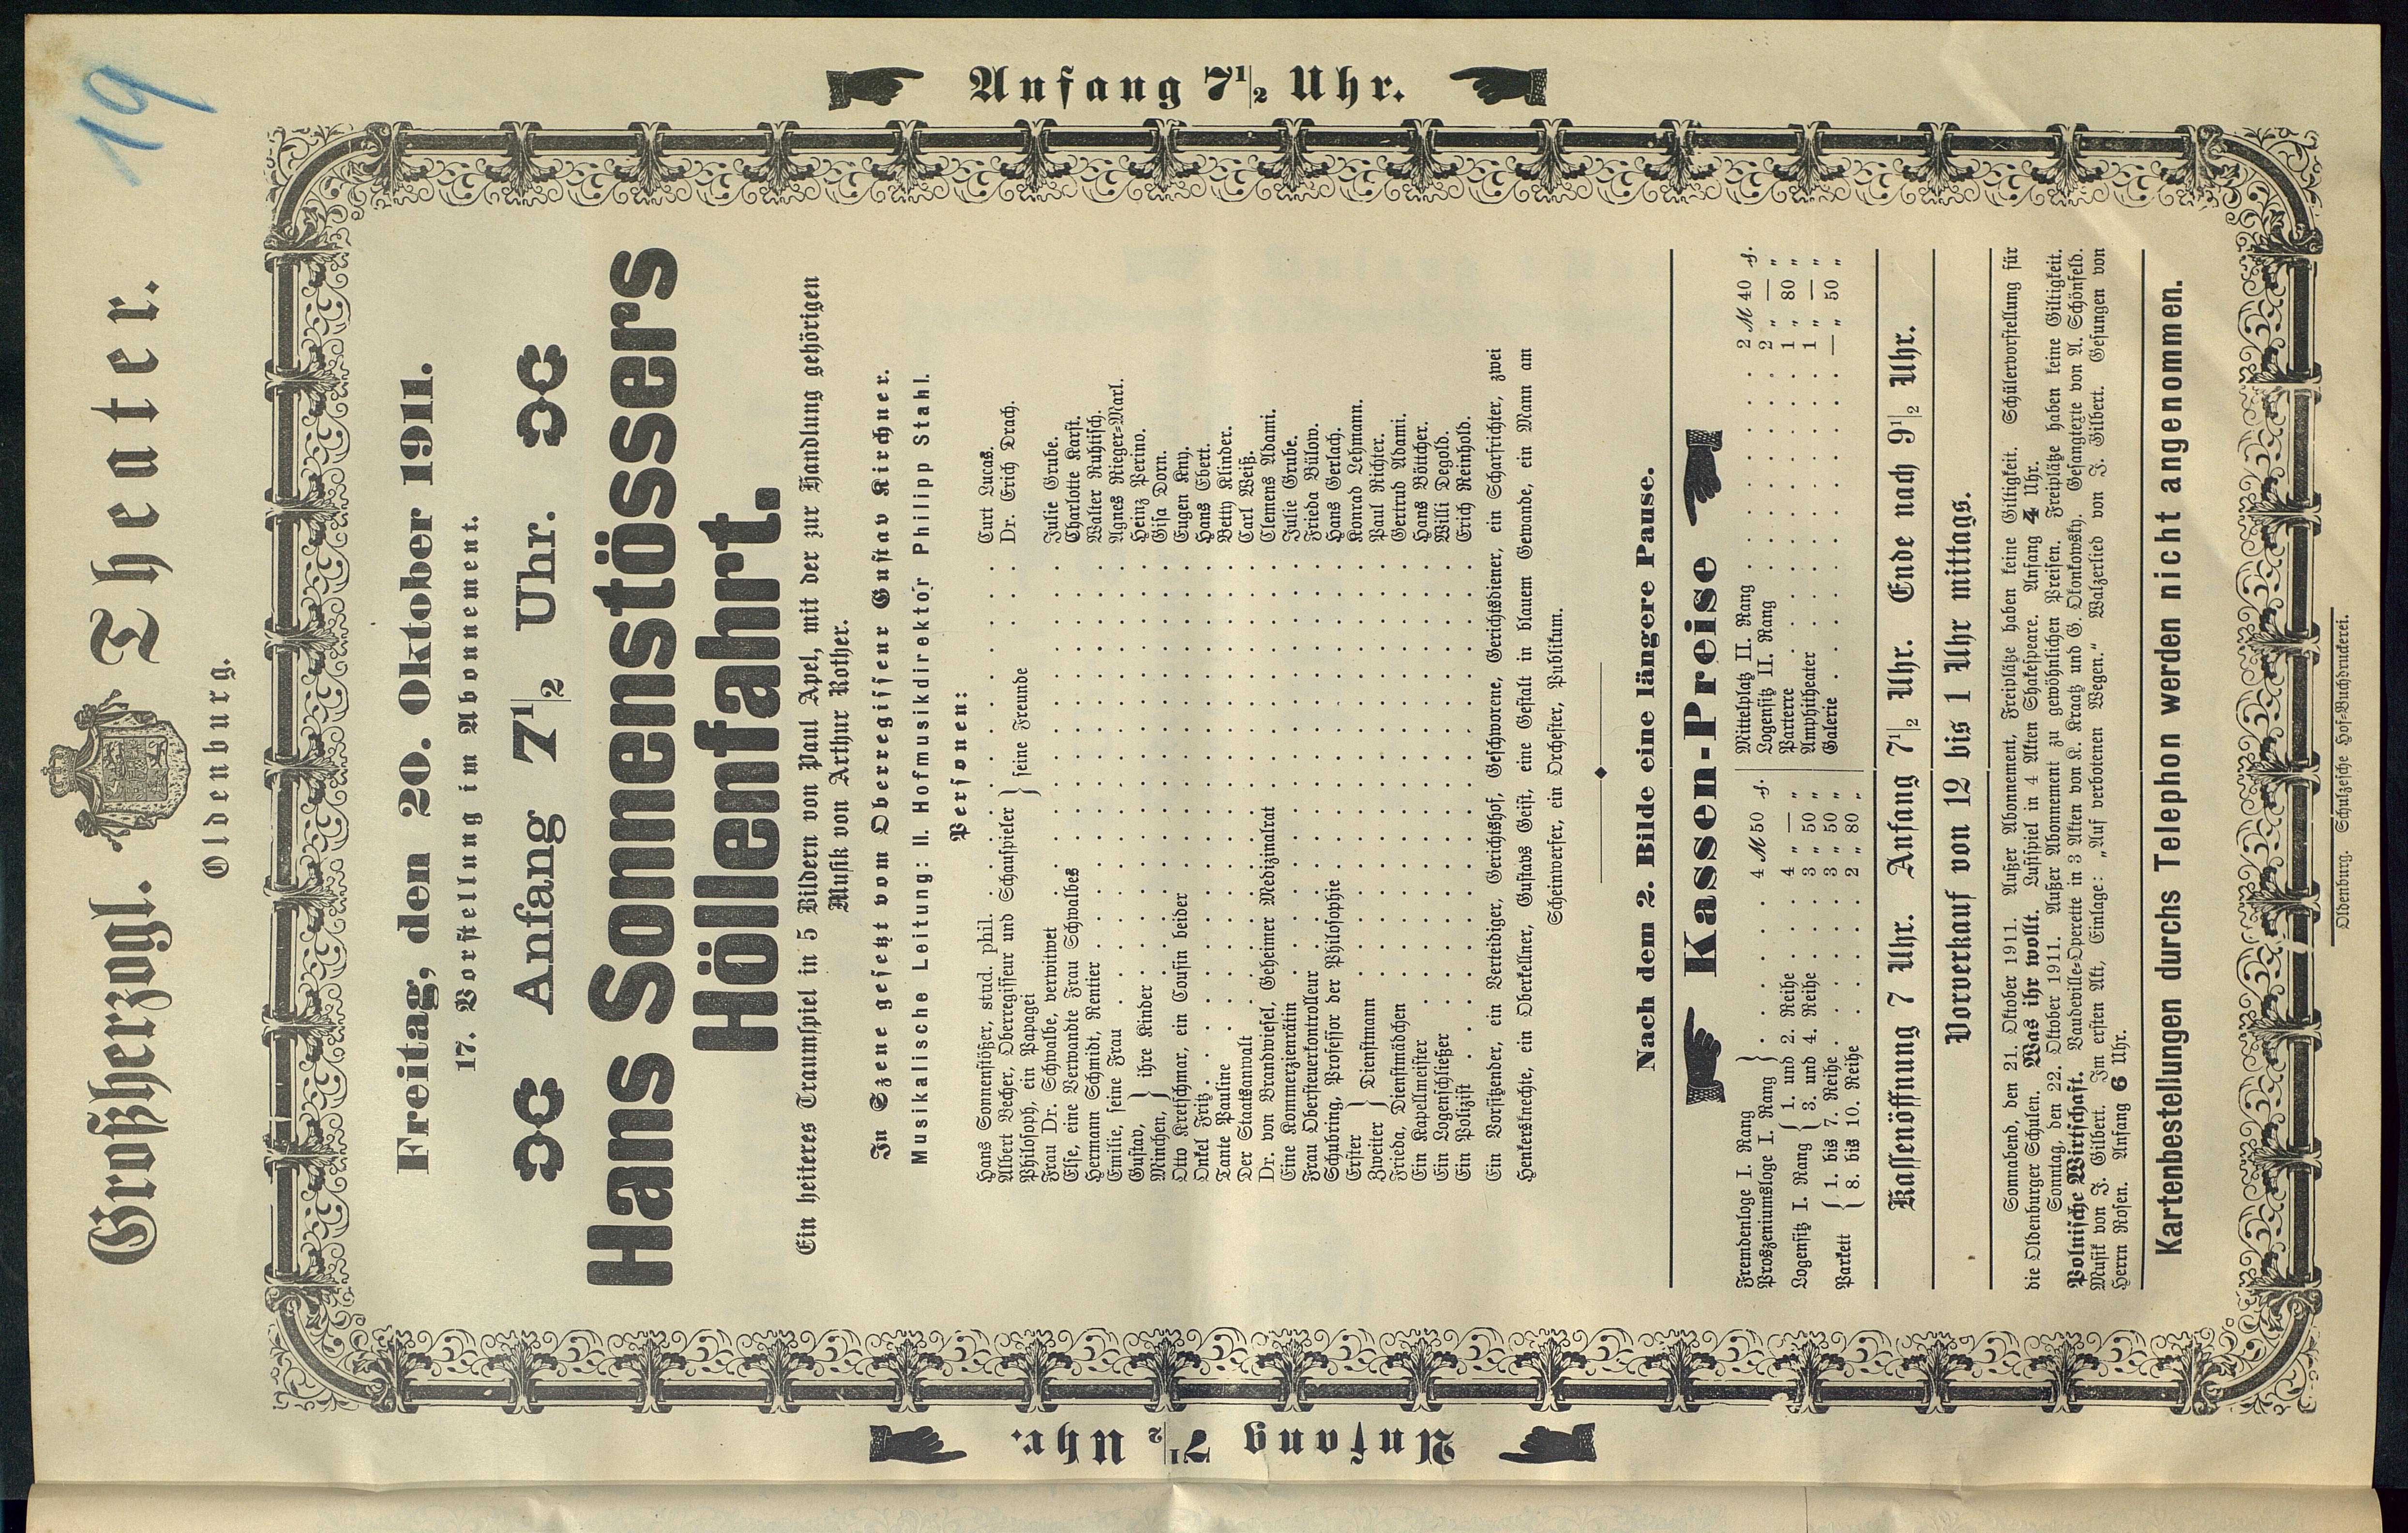 19
Großherzogl. Theater.
Oldenburg.
Anfang 7½ Uhr.
Anfang 7½ Uhr.
Freitag, den 20. Oktober 1911.
17. Vorstellung im Abonnement.
Anfang 7½ Uhr.
Hans Sonnenstössers
Höllenfahrt.
Ein heiteres Traumspiel in 5 Bildern von Paul Apel, mit der zur Handlung gehörigen
Musik von Arthur Rother.
In Szene gesetzt vom Oberregisseur Gustav Kirchner.
Musikalische Leitung: II. Hofmusikdirektor Philipp Stahl.
Personen:
Hans Sonnenstößer, stud. phil. . . . . Curt Lucas.
Albert Becher, Oberregisseur und Schauspieler } seine Freunde . . Dr. Erich Drach.
Philosoph, ein Papagei
Frau Dr. Schwalbe, verwitwet . . . . Julie Grube.
Else, eine Verwandte Frau Schwalbes . . . . Charlotte Karst.
Hermann Schmidt, Rentier . . . . Walter Ruhtisch.
Emilie, seine Frau . . . . Agnes Rieger-Marl.
Gustav, } ihre Kinder . . . . Heinz Perino.
Minchen, . . . . Gisa Dorn.
Otto Kretschmar, ein Cousin beider . . . . Eugen Kny.
Onkel Fritz . . . . Hans Ebert.
Tante Pauline . . . . Betty Klinder.
Der Staatsanwalt . . . . Carl Weiß.
Dr. von Brandwiesel, Geheimer Medizinalrat . . . . Clemens Adami.
Eine Kommerzienrätin . . . . Julie Grube.
Frau Obersteuerkontrolleur . . . . Frieda Bülow.
Schubring, Professor der Philosophie . . . . Hans Gerlach.
Erster } Dienstmann . . . . Konrad Lehmann.
Zweiter . . . . Paul Richter.
Frieda, Dienstmädchen . . . . Gertrud Adami.
Ein Kapellmeister . . . . Hans Böttcher.
Ein Logenschließer . . . . Willi Degold.
Ein Polizist . . . . Erich Reinhold.
Ein Vorsitzender, ein Verteidiger, Gerichtshof, Geschworene, Gerichtsdiener, ein Scharfrichter, zwei
Henkersknechte, ein Oberkellner, Gustavs Geist, eine Gestalt in blauem Gewande, ein Mann am
Scheinwerfer, ein Orchester, Publikum.
Nach dem 2. Bilde eine längere Pause.
Kassen-Preise
Fremdenloge I. Rang } . . . . 4 ℳ 50 ₰.
Proszeniumsloge I. Rang
Logensitz I. Rang { 1. und 2. Reihe . . . . 4 „ — „
3. und 4. Reihe . . . . 3 „ 50 „
Parkett { 1. bis 7. Reihe . . . . 3 „ 50 „
8. bis 10. Reihe . . . . 2 „ 80 „
Mittelplatz II. Rang . . . . 2 ℳ 40 ₰.
Logensitz II. Rang . . . . 2 „ — „
Parterre . . . . 1 „ 80 „
Amphitheater . . . . 1 „ — „
Galerie . . . . — „ 50 „
Kassenöffnung 7 Uhr. Anfang 7½ Uhr. Ende nach 9½ Uhr.
Vorverkauf von 12 bis 1 Uhr mittags.
Sonnabend, den 21. Oktober 1911. Außer Abonnement, Freiplätze haben keine Giltigkeit. Schülervorstellung für
die Oldenburger Schulen. Was ihr wollt. Lustspiel in 4 Akten Shakespeare. Anfang 4 Uhr.
Sonntag, den 22. Oktober 1911. Außer Abonnement zu gewöhnlichen Preisen. Freiplätze haben keine Giltigkeit.
Polnische Wirtschaft. Vaudeville-Operette in 3 Akten von K. Kraatz und G. Okonkowsky. Gesangtexte von A. Schönfeld.
Musik von J. Gilbert. Im ersten Akt, Einlage: „Auf verbotenen Wegen.“ Walzerlied von J. Gilbert. Gesungen von
Herrn Rosen. Anfang 6 Uhr.
Kartenbestellungen durchs Telephon werden nicht angenommen.
Oldenburg. Schulzesche Hof-Buchdruckerei.